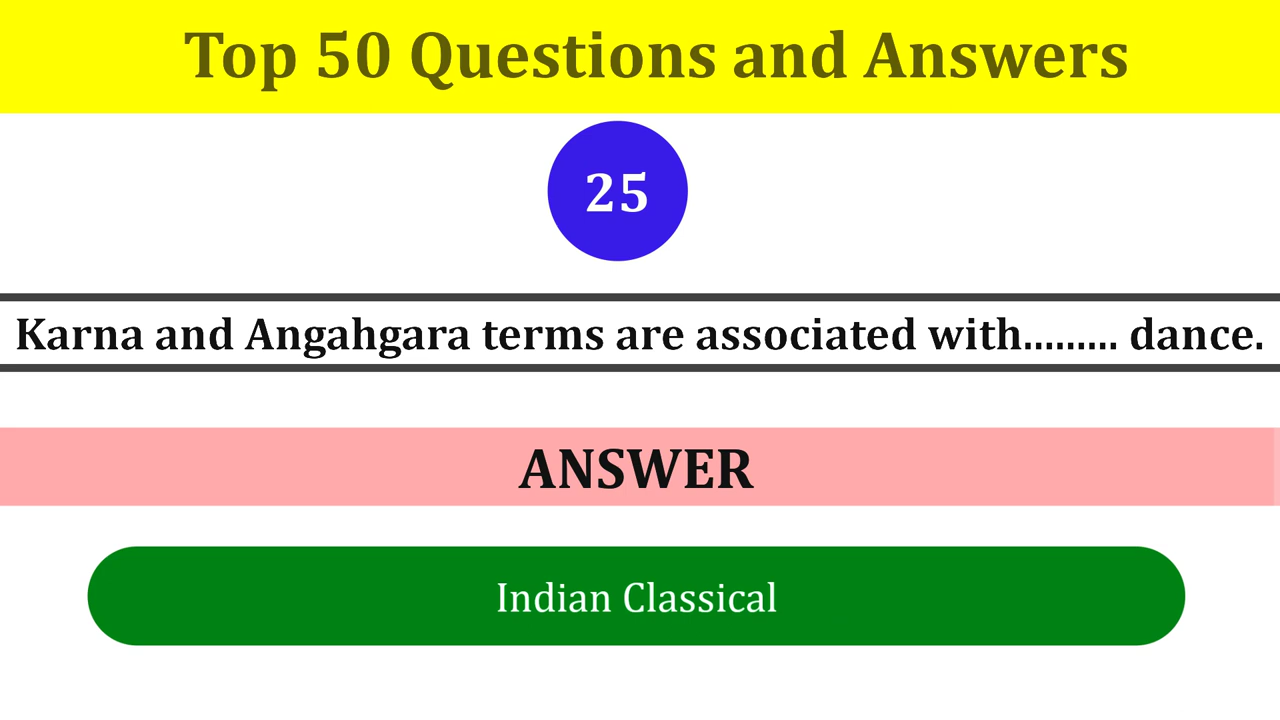 Top 50 Questions and Answers
25
Karna and Angahgara terms are associated with......... dance.
ANSWER
Indian Classical